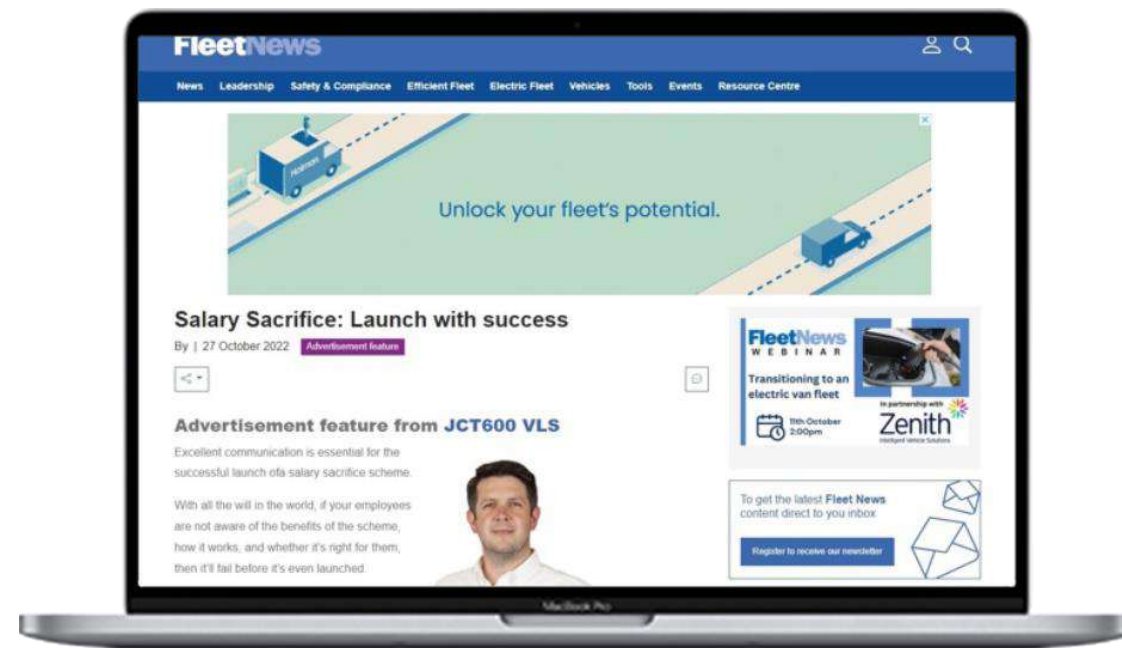 FleetNews
News Leadership Safety & Compliance Efficient Fleet Electric Fleet Vehicles Tools Events Resource Centre
Holman
Unlock your fleet's potential.
Salary Sacrifice: Launch with success
By | 27 October 2022 Advertisement feature
Advertisement feature from JCT600 VLS
Excellent communication is essential for the
successful launch ofa salary sacrifice scheme.
With all the will in the world, if your employees
are not aware of the benefits of the scheme,
how it works, and whether it's right for them,
then it'll fail before it's even launched.
FleetNews
WEBINAR
Transitioning to an
electric van fleet
11th October
2:00pm
In partnership with
Zenith
Intelligent Vehicle Solutions
To get the latest Fleet News
content direct to you inbox
Register to receive our newsletter
MacBook Pro